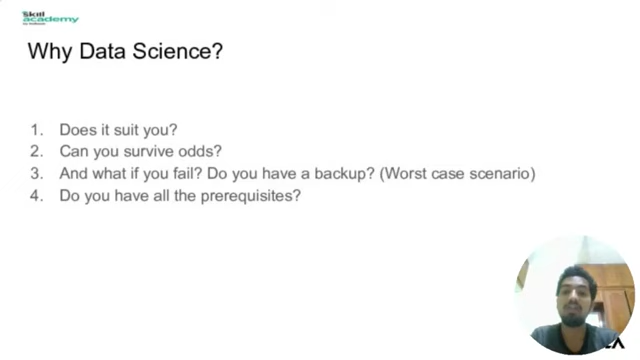 Skill
academy
Why Data Science?
1. Does it suit you?
2. Can you survive odds?
3. And what if you fail? Do you have a backup? (Worst case scenario)
4. Do you have all the prerequisites?